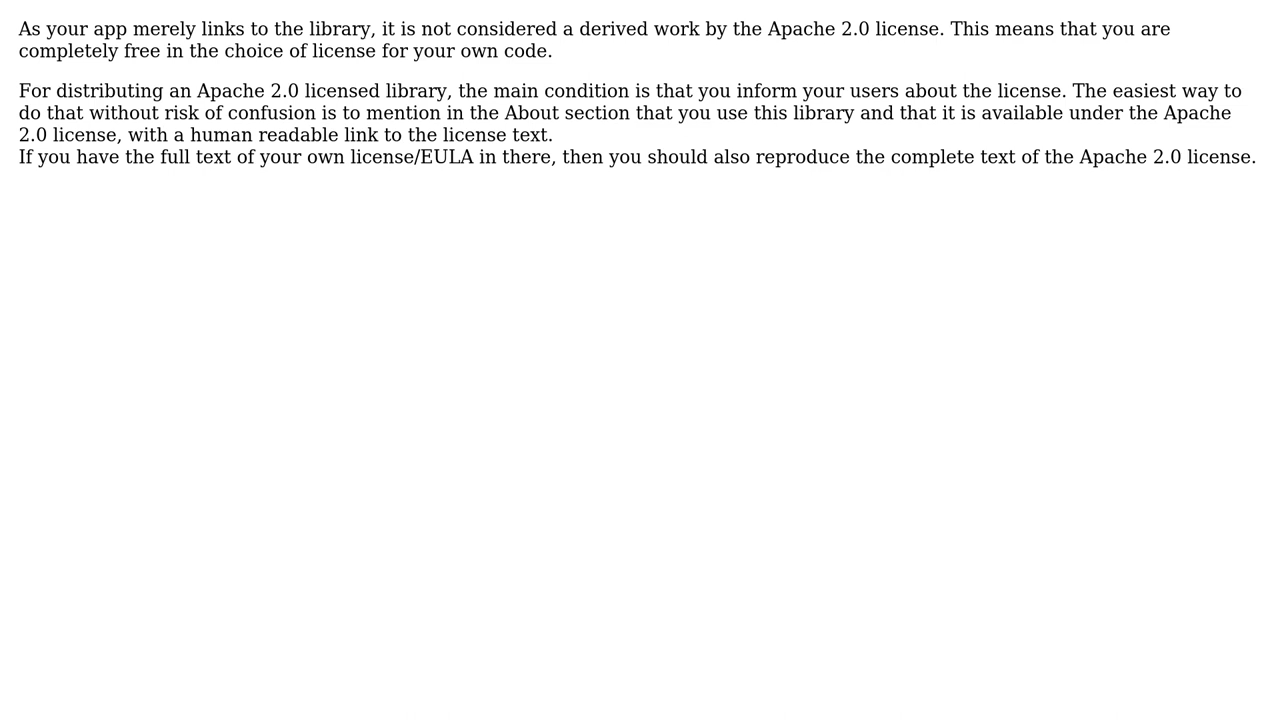 As your app merely links to the library, it is not considered a derived work by the Apache 2.0 license. This means that you are
completely free in the choice of license for your own code.
For distributing an Apache 2.0 licensed library, the main condition is that you inform your users about the license. The easiest way to
do that without risk of confusion is to mention in the About section that you use this library and that it is available under the Apache
2.0 license, with a human readable link to the license text.
If you have the full text of your own license/EULA in there, then you should also reproduce the complete text of the Apache 2.0 license.